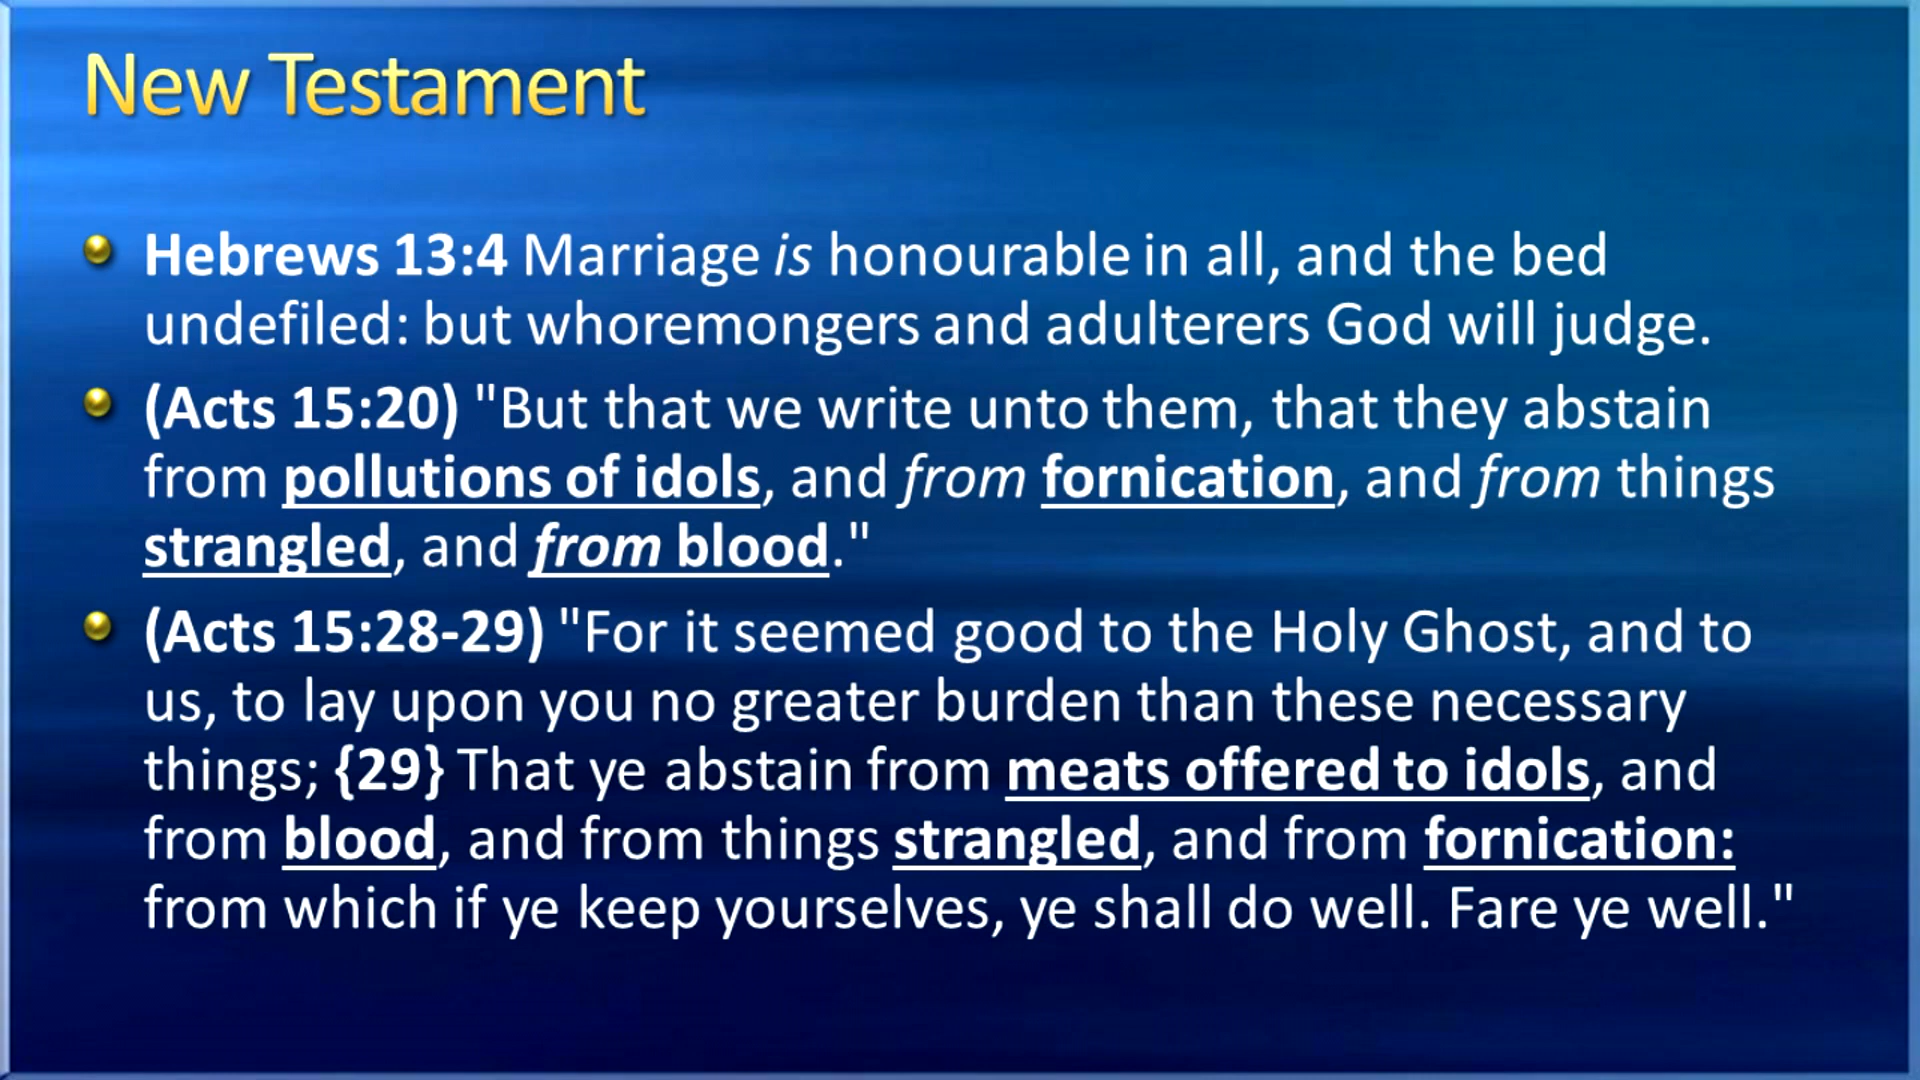 New Testament
Hebrews 13:4 Marriage is honourable in all, and the bed
undefiled: but whoremongers and adulterers God will judge.
(Acts 15:20) "But that we write unto them, that they abstain
from pollutions of idols, and from fornication, and from things
strangled, and from blood."
(Acts 15:28-29) "For it seemed good to the Holy Ghost, and to
us, to lay upon you no greater burden than these necessary
things; {29} That ye abstain from meats offered to idols, and
from blood, and from things strangled, and from fornication:
from which if ye keep yourselves, ye shall do well. Fare ye well."